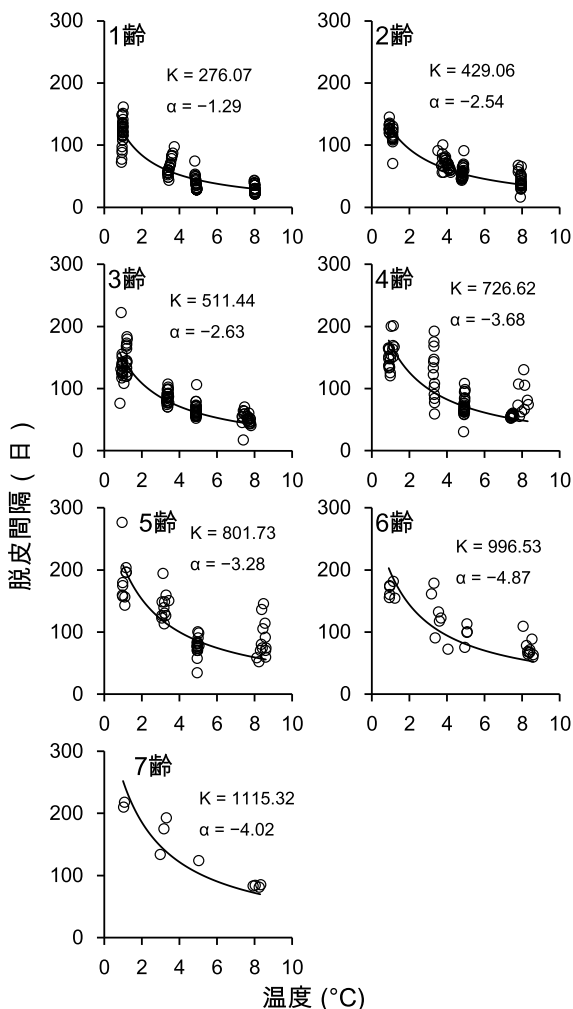 1齢
K = 276.07
α = −1.29
300
200
100
0
0 2 4 6 8 10
2齢
K = 429.06
α = −2.54
300
200
100
0
0 2 4 6 8 10
3齢
K = 511.44
α = −2.63
300
200
100
0
0 2 4 6 8 10
4齢
K = 726.62
α = −3.68
300
200
100
0
0 2 4 6 8 10
脱皮間隔 ( 日 )
5齢
K = 801.73
α = −3.28
300
200
100
0
0 2 4 6 8 10
6齢
K = 996.53
α = −4.87
300
200
100
0
0 2 4 6 8 10
7齢
K = 1115.32
α = −4.02
300
200
100
0
0 2 4 6 8 10
温度 (°C)